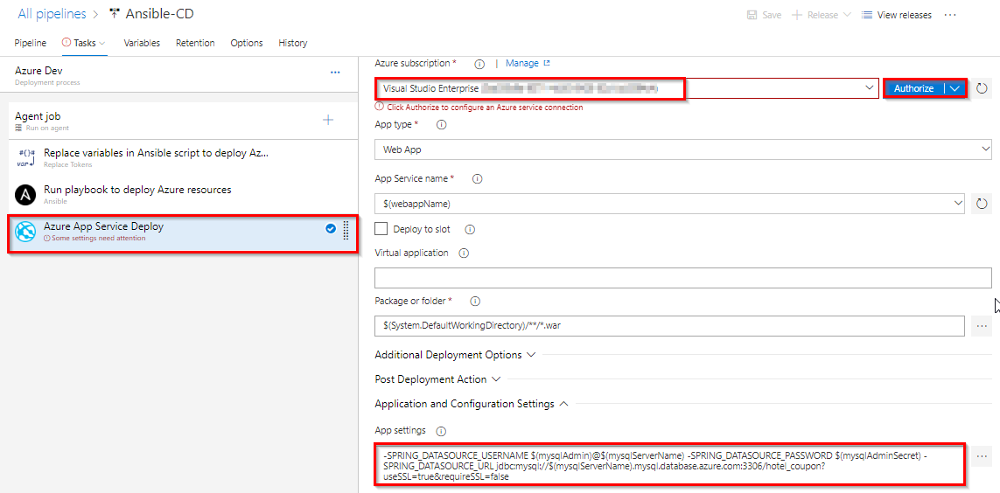 All pipelines > Ansible-CD
Save + Release View releases ...
Pipeline Tasks Variables Retention Options History
Azure Dev
Deployment process
...
Agent job
Run on agent
+
#{}#
var
Replace variables in Ansible script to deploy Az...
Replace Tokens
A
Run playbook to deploy Azure resources
Ansible
Azure App Service Deploy
Some settings need attention
Azure subscription * | Manage
Visual Studio Enterprise
Authorize
Click Authorize to configure an Azure service connection
App type *
Web App
App Service name *
$(webappName)
Deploy to slot
Virtual application
Package or folder *
$(System.DefaultWorkingDirectory)/**/*.war
...
Additional Deployment Options
Post Deployment Action
Application and Configuration Settings
App settings
-SPRING_DATASOURCE_USERNAME $(mysqlAdmin)@$(mysqlServerName) -SPRING_DATASOURCE_PASSWORD $(mysqlAdminSecret) -
SPRING_DATASOURCE_URL jdbc:mysql://$(mysqlServerName).mysql.database.azure.com:3306/hotel_coupon?
useSSL=true&requireSSL=false
...